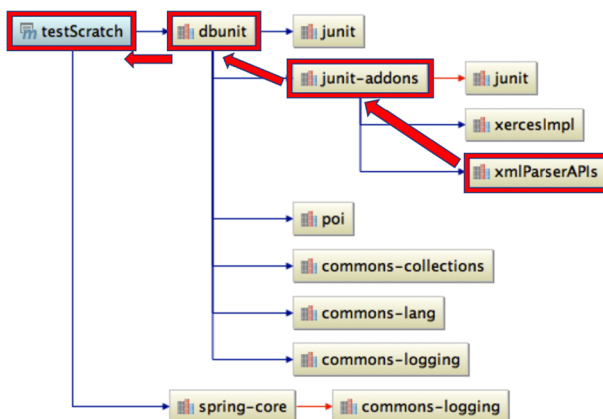 testScratch
dbunit
junit
junit-addons
junit
xercesImpl
xmlParserAPIs
poi
commons-collections
commons-lang
commons-logging
spring-core
commons-logging